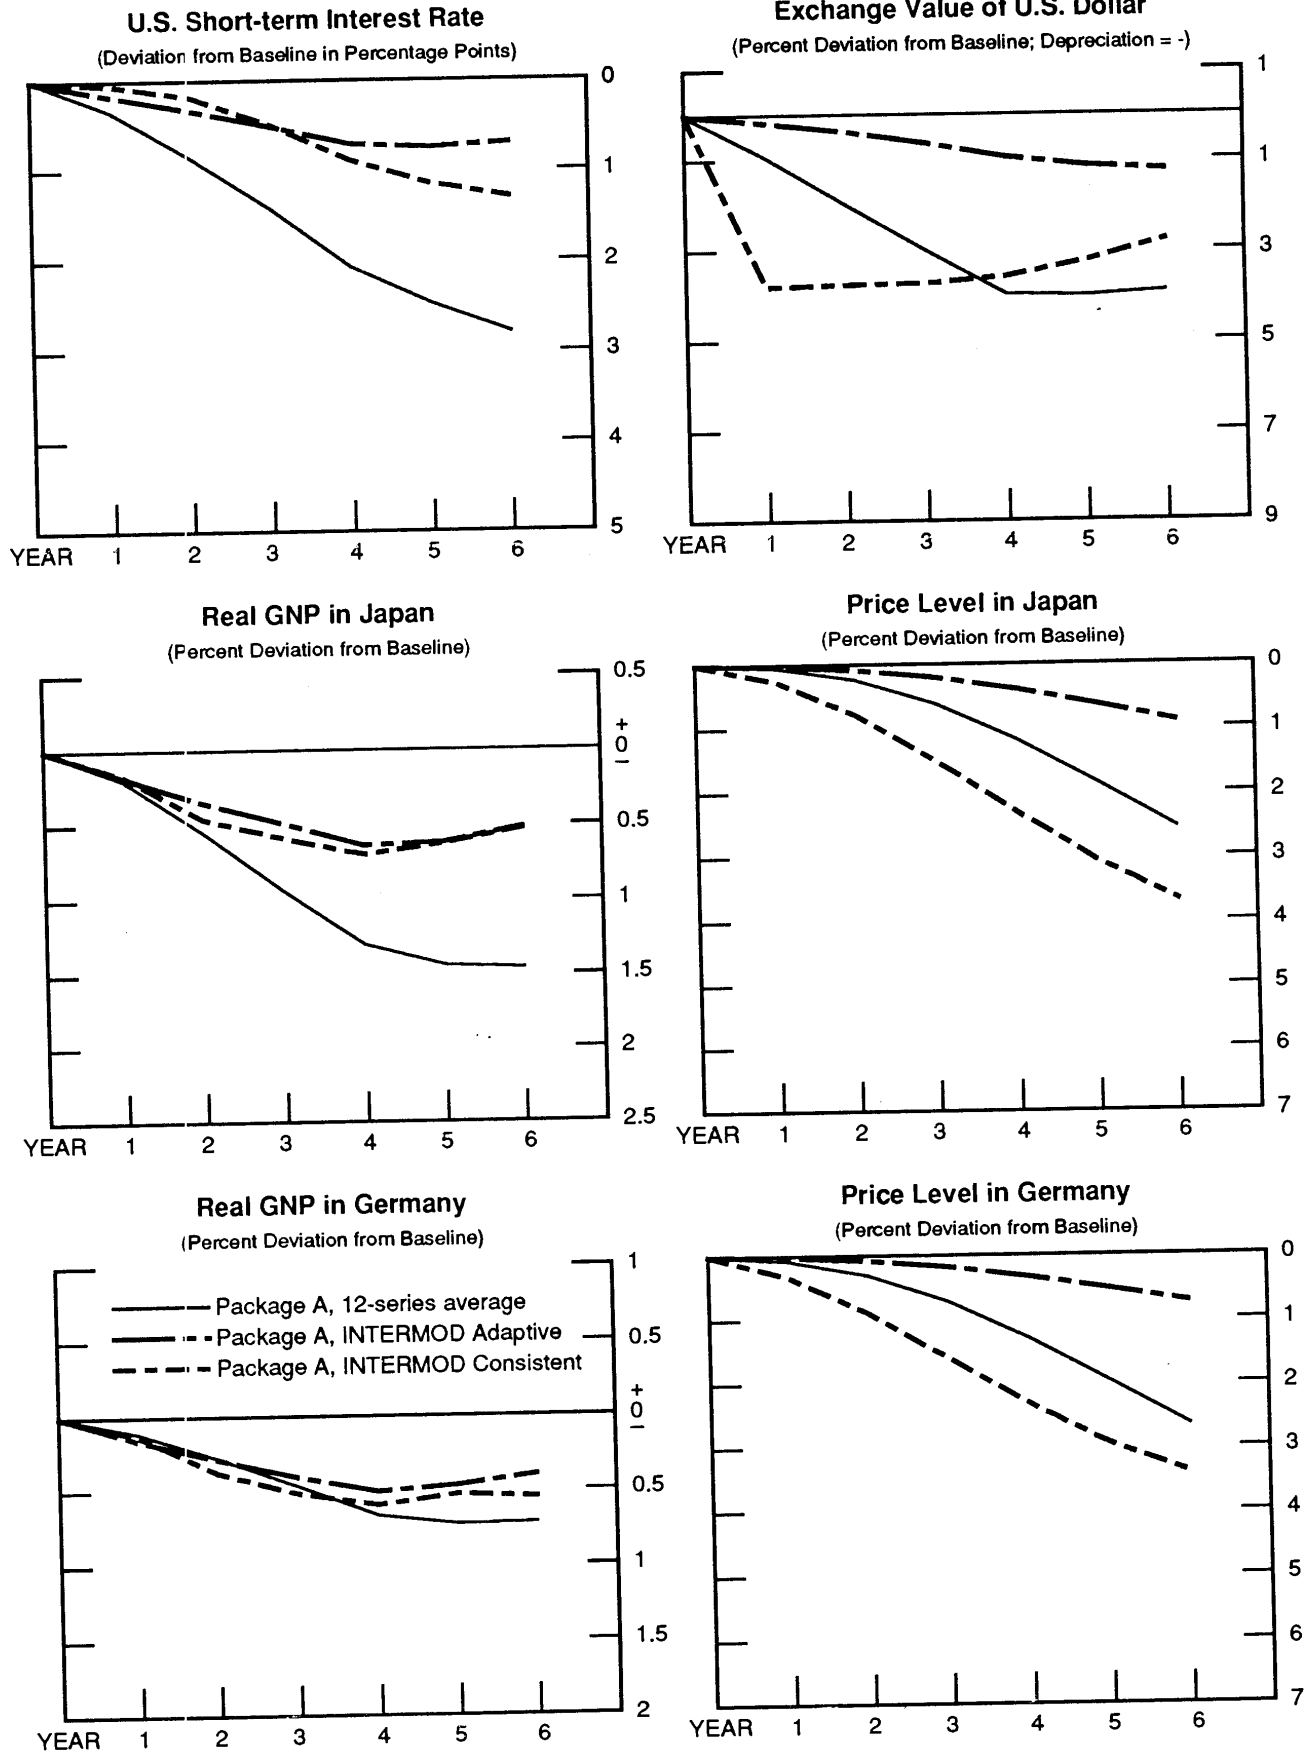 U.S. Short-term Interest Rate
(Deviation from Baseline in Percentage Points)
0
1
2
3
4
5
YEAR 1 2 3 4 5 6
Exchange Value of U.S. Dollar
(Percent Deviation from Baseline; Depreciation = -)
1
1
3
5
7
9
YEAR 1 2 3 4 5 6
Real GNP in Japan
(Percent Deviation from Baseline)
0.5
+
0
–
0.5
1
1.5
2
2.5
YEAR 1 2 3 4 5 6
Price Level in Japan
(Percent Deviation from Baseline)
0
1
2
3
4
5
6
7
YEAR 1 2 3 4 5 6
Real GNP in Germany
(Percent Deviation from Baseline)
Package A, 12-series average
Package A, INTERMOD Adaptive
Package A, INTERMOD Consistent
1
0.5
+
0
–
0.5
1
1.5
2
YEAR 1 2 3 4 5 6
Price Level in Germany
(Percent Deviation from Baseline)
0
1
2
3
4
5
6
7
YEAR 1 2 3 4 5 6